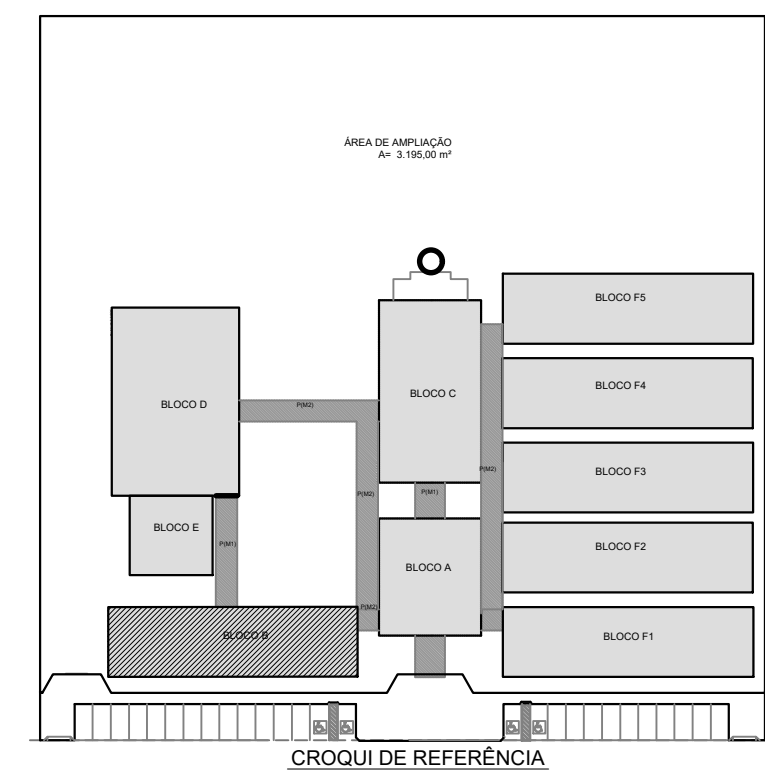 ÁREA DE AMPLIAÇÃO
A= 3.195,00 m²
BLOCO F5
BLOCO F4
BLOCO C
BLOCO D
P(M2)
BLOCO F3
P(M2)
P(M2)
P(M1)
BLOCO E
P(M1)
BLOCO F2
BLOCO A
P(M2)
BLOCO B
BLOCO F1
CROQUI DE REFERÊNCIA